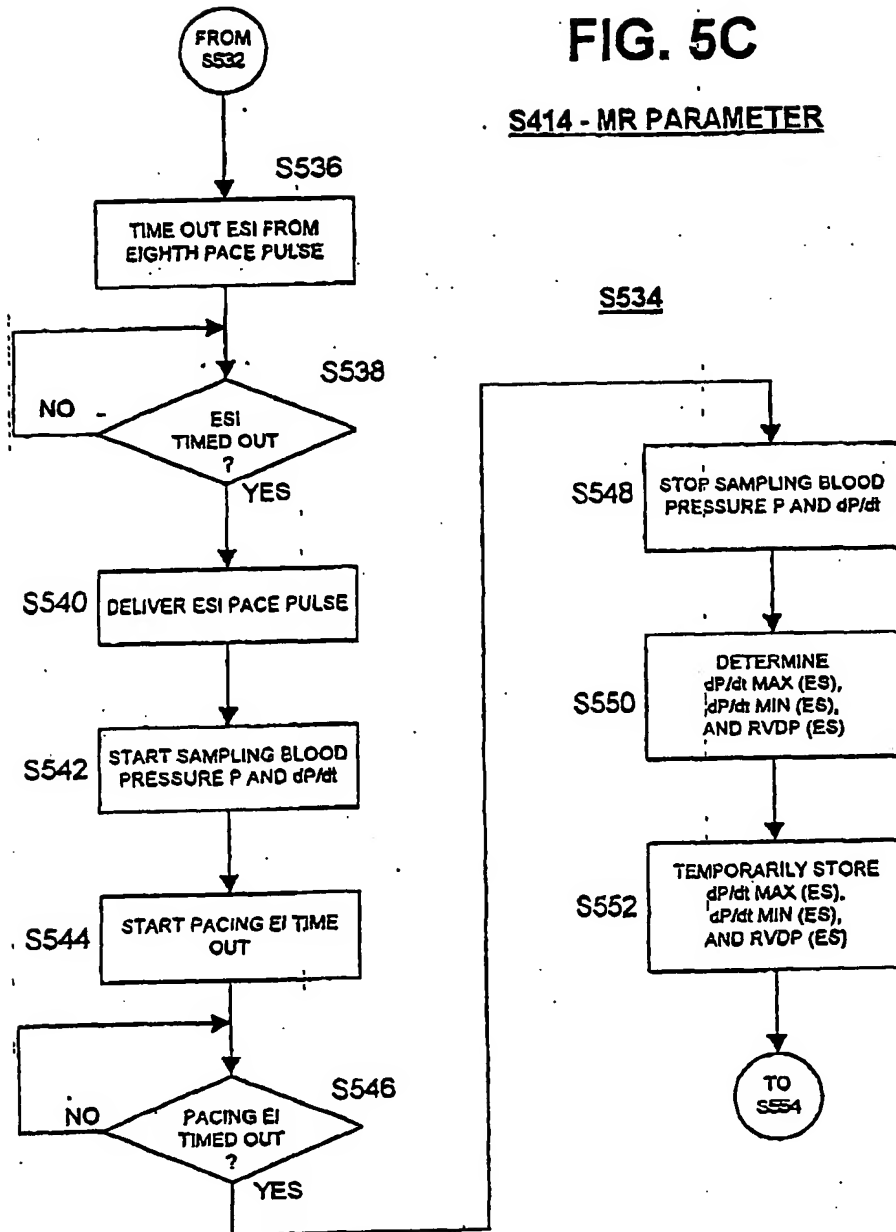 FIG. 5C
S414 - MR PARAMETER
FROM
S532
S536
TIME OUT ESI FROM
EIGHTH PACE PULSE
S538
NO
ESI
TIMED OUT
?
YES
S540
DELIVER ESI PACE PULSE
S542
START SAMPLING BLOOD
PRESSURE P AND dP/dt
S544
START PACING EI TIME
OUT
S546
NO
PACING EI
TIMED OUT
?
YES
S534
S548
STOP SAMPLING BLOOD
PRESSURE P AND dP/dt
S550
DETERMINE
dP/dt MAX (ES),
dP/dt MIN (ES),
AND RVDP (ES)
S552
TEMPORARILY STORE
dP/dt MAX (ES),
dP/dt MIN (ES),
AND RVDP (ES)
TO
S554